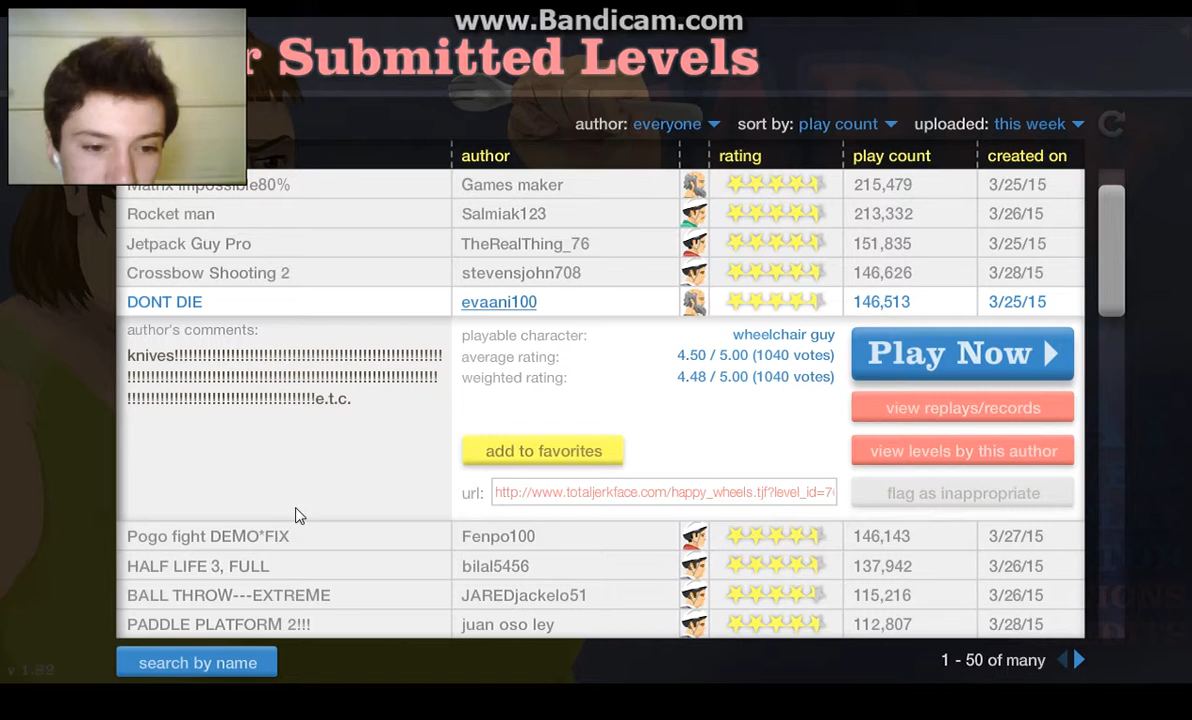 www.Bandicam.com
r Submitted Levels
author: everyone sort by: play count uploaded: this week
author rating play count created on
Matrix impossible80% Games maker 215,479 3/25/15
Rocket man Salmiak123 213,332 3/26/15
Jetpack Guy Pro TheRealThing_76 151,835 3/25/15
Crossbow Shooting 2 stevensjohn708 146,626 3/28/15
DONT DIE evaani100 146,513 3/25/15
author's comments:
knives!!!!!!!!!!!!!!!!!!!!!!!!!!!!!!!!!!!!!!!!!!!!!!!!!!!!!!!!
!!!!!!!!!!!!!!!!!!!!!!!!!!!!!!!!!!!!!!!!!!!!!!!!!!!!!!!!!!!!!!!!!
!!!!!!!!!!!!!!!!!!!!!!!!!!!!!!!!!!!!!!!!e.t.c.
playable character: wheelchair guy
average rating: 4.50 / 5.00 (1040 votes)
weighted rating: 4.48 / 5.00 (1040 votes)
add to favorites
url: http://www.totaljerkface.com/happy_wheels.tjf?level_id=7
Play Now
view replays/records
view levels by this author
flag as inappropriate
Pogo fight DEMO*FIX Fenpo100 146,143 3/27/15
HALF LIFE 3, FULL bilal5456 137,942 3/26/15
BALL THROW---EXTREME JAREDjackelo51 115,216 3/26/15
PADDLE PLATFORM 2!!! juan oso ley 112,807 3/28/15
search by name 1 - 50 of many
v 1.82